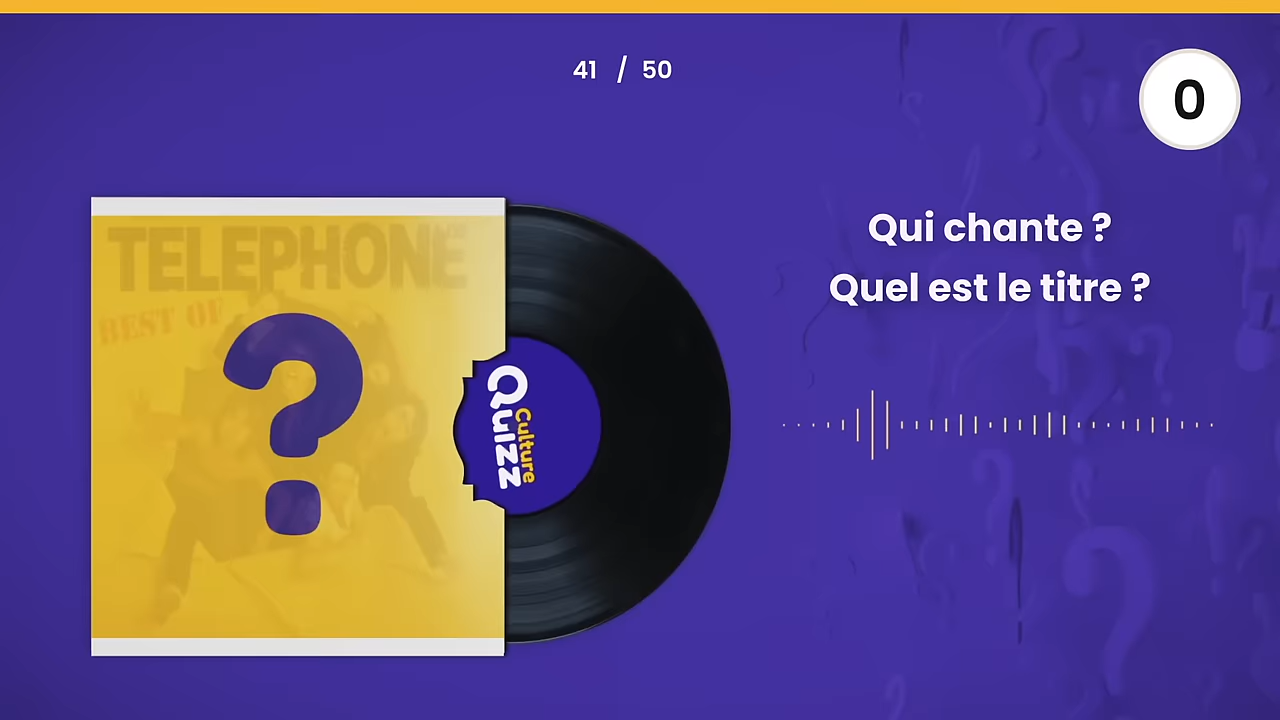 41 / 50
0
TELEPHONE
BEST OF
Qui chante ?
Quel est le titre ?
Culture
Quizz